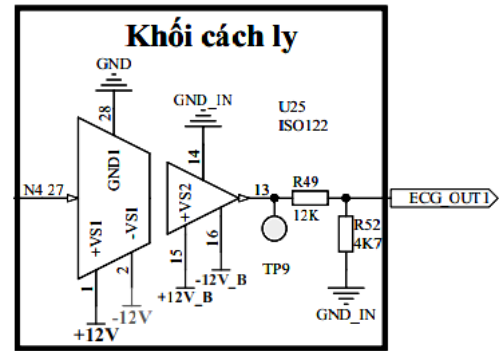 Khối cách ly
GND
28
GND1
+VS1
-VS1
N4 27
1
2
+12V
-12V
GND_IN
14
+VS2
15
16
+12V_B
-12V_B
U25
ISO122
13
R49
12K
TP9
R52
4K7
GND_IN
ECG_OUT1